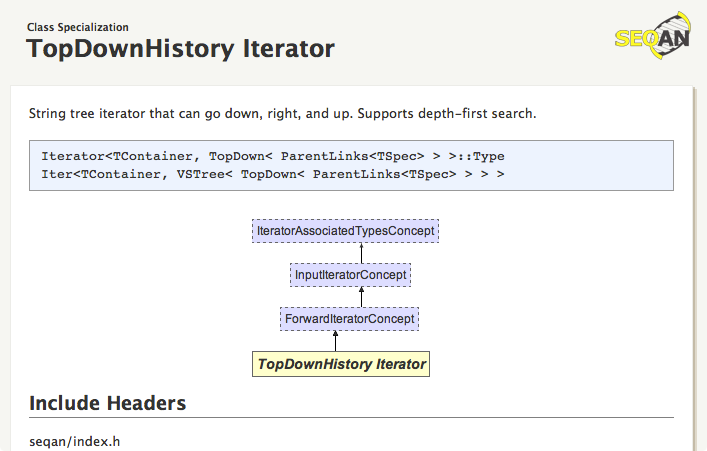 Class Specialization
TopDownHistory Iterator
SEQAN
String tree iterator that can go down, right, and up. Supports depth-first search.
Iterator<TContainer, TopDown< ParentLinks<TSpec> > >::Type
Iter<TContainer, VSTree< TopDown< ParentLinks<TSpec> > > >
IteratorAssociatedTypesConcept
InputIteratorConcept
ForwardIteratorConcept
TopDownHistory Iterator
Include Headers
seqan/index.h